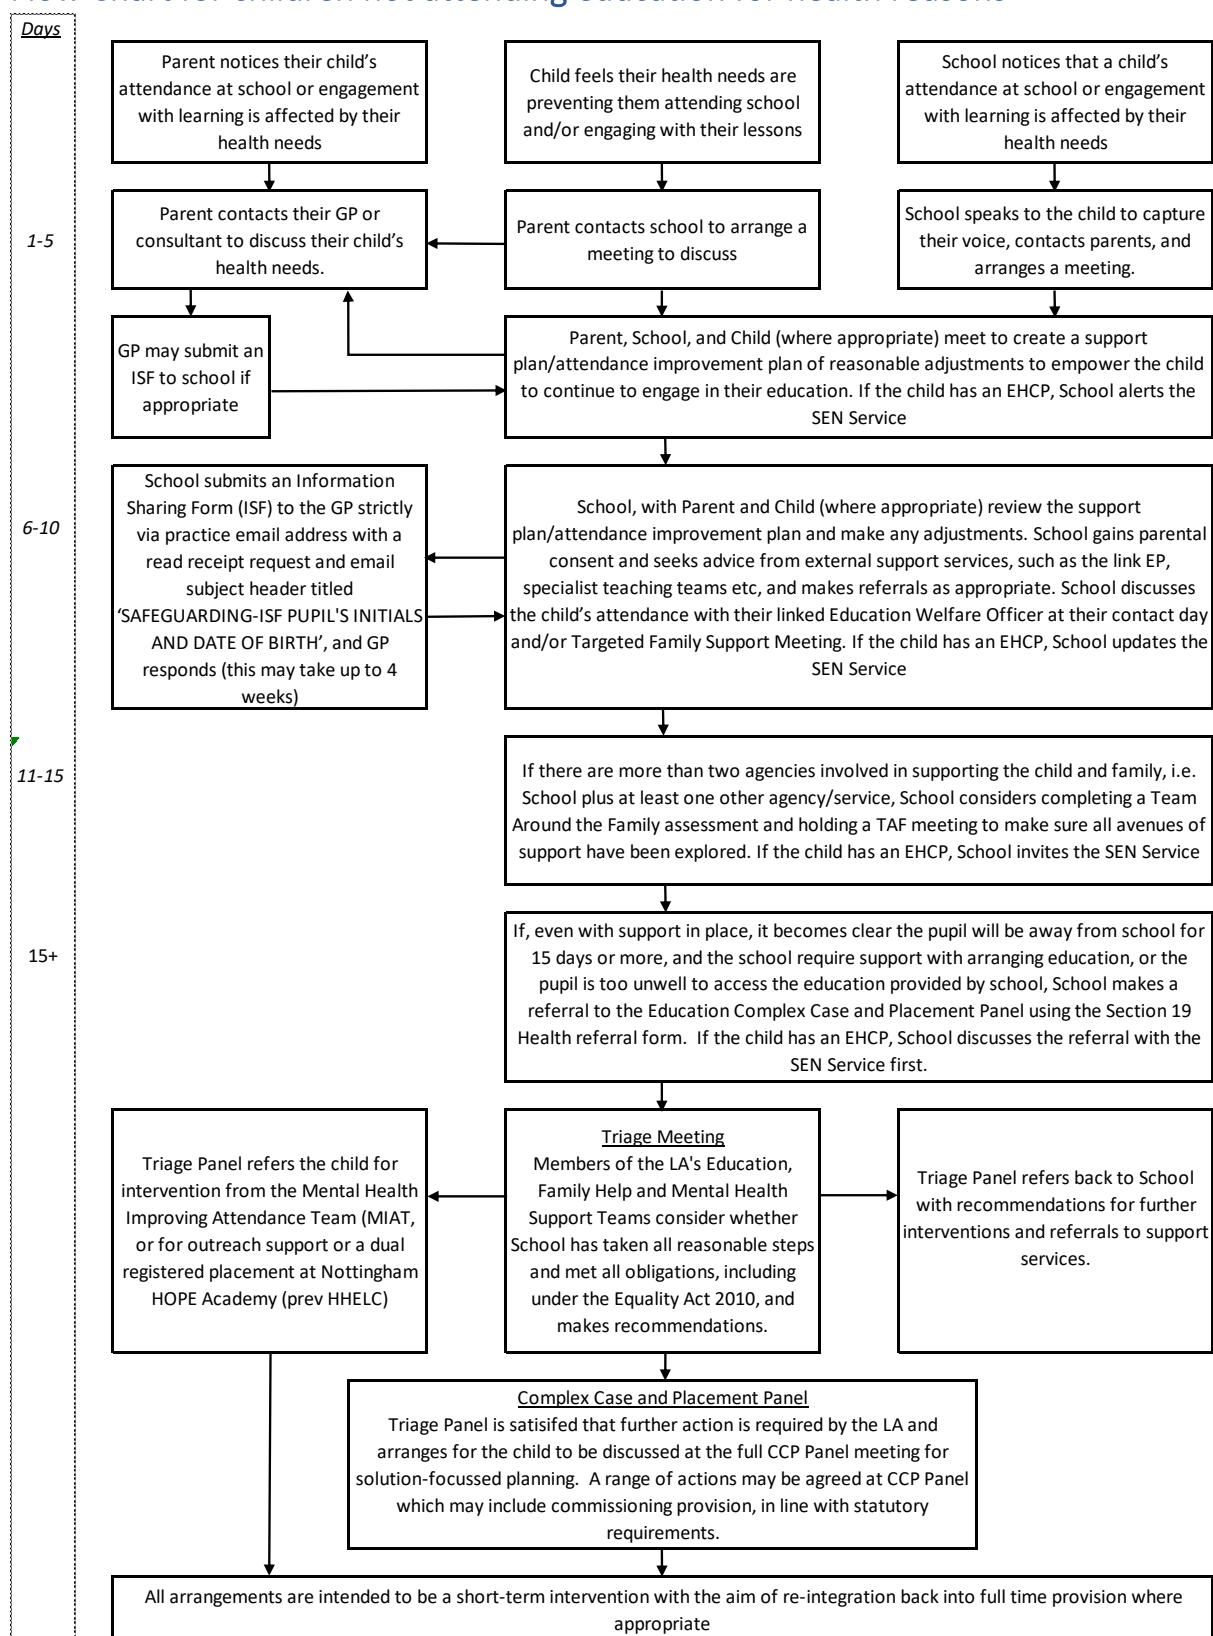 Flow Chart for children not attending education for health reasons
Days
Parent notices their child's
attendance at school or engagement
with learning is affected by their
health needs
Child feels their health needs are
preventing them attending school
and/or engaging with their lessons
School notices that a child's
attendance at school or engagement
with learning is affected by their
health needs
1-5
Parent contacts their GP or
consultant to discuss their child's
health needs.
Parent contacts school to arrange a
meeting to discuss
School speaks to the child to capture
their voice, contacts parents, and
arranges a meeting.
GP may submit an
ISF to school if
appropriate
Parent, School, and Child (where appropriate) meet to create a support
plan/attendance improvement plan of reasonable adjustments to empower the child
to continue to engage in their education. If the child has an EHCP, School alerts the
SEN Service
6-10
School submits an Information
Sharing Form (ISF) to the GP strictly
via practice email address with a
read receipt request and email
subject header titled
'SAFEGUARDING-ISF PUPIL'S INITIALS
AND DATE OF BIRTH', and GP
responds (this may take up to 4
weeks)
School, with Parent and Child (where appropriate) review the support
plan/attendance improvement plan and make any adjustments. School gains parental
consent and seeks advice from external support services, such as the link EP,
specialist teaching teams etc, and makes referrals as appropriate. School discusses
the child's attendance with their linked Education Welfare Officer at their contact day
and/or Targeted Family Support Meeting. If the child has an EHCP, School updates the
SEN Service
11-15
If there are more than two agencies involved in supporting the child and family, i.e.
School plus at least one other agency/service, School considers completing a Team
Around the Family assessment and holding a TAF meeting to make sure all avenues of
support have been explored. If the child has an EHCP, School invites the SEN Service
15+
If, even with support in place, it becomes clear the pupil will be away from school for
15 days or more, and the school require support with arranging education, or the
pupil is too unwell to access the education provided by school, School makes a
referral to the Education Complex Case and Placement Panel using the Section 19
Health referral form.  If the child has an EHCP, School discusses the referral with the
SEN Service first.
Triage Panel refers the child for
intervention from the Mental Health
Improving Attendance Team (MIAT,
or for outreach support or a dual
registered placement at Nottingham
HOPE Academy (prev HHELC)
Triage Meeting
Members of the LA's Education,
Family Help and Mental Health
Support Teams consider whether
School has taken all reasonable steps
and met all obligations, including
under the Equality Act 2010, and
makes recommendations.
Triage Panel refers back to School
with recommendations for further
interventions and referrals to support
services.
Complex Case and Placement Panel
Triage Panel is satisifed that further action is required by the LA and
arranges for the child to be discussed at the full CCP Panel meeting for
solution-focussed planning.  A range of actions may be agreed at CCP Panel
which may include commissioning provision, in line with statutory
requirements.
All arrangements are intended to be a short-term intervention with the aim of re-integration back into full time provision where
appropriate